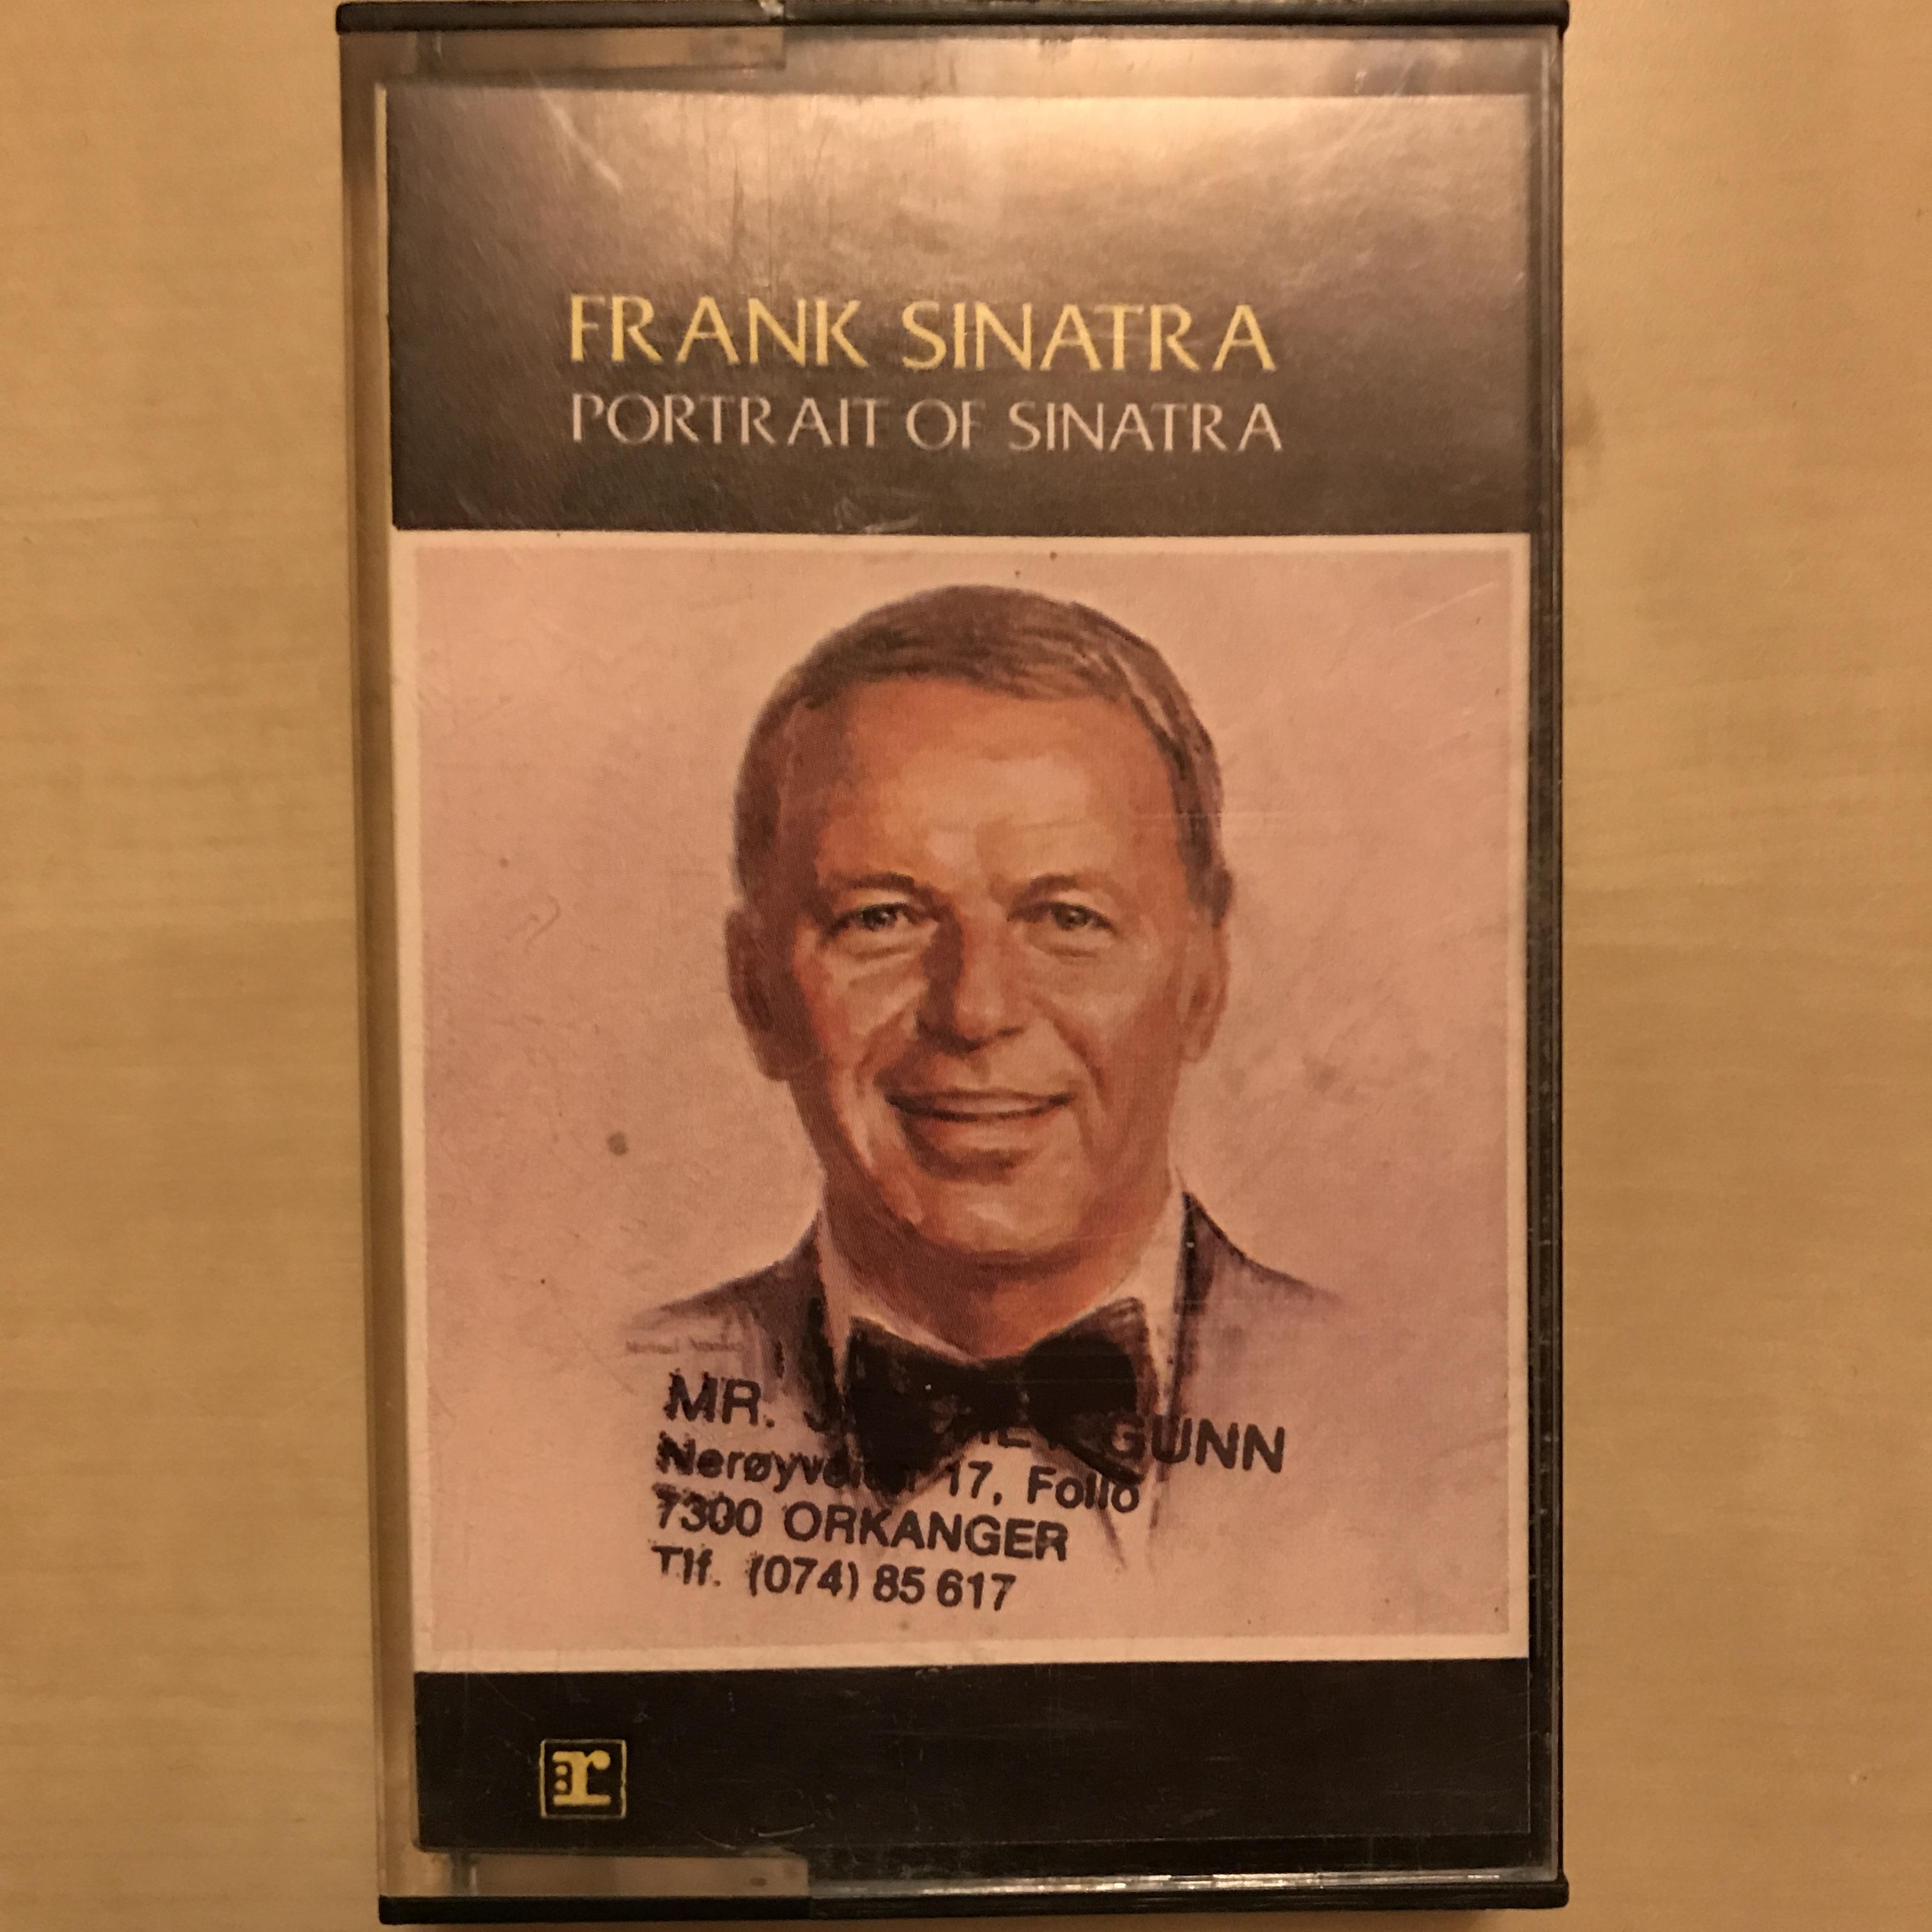 FRANK SINATRA
PORTRAIT OF SINATRA
MR. GUNN
17, Follo
7300 ORKANGER
Tlf. (074) 85 617
r